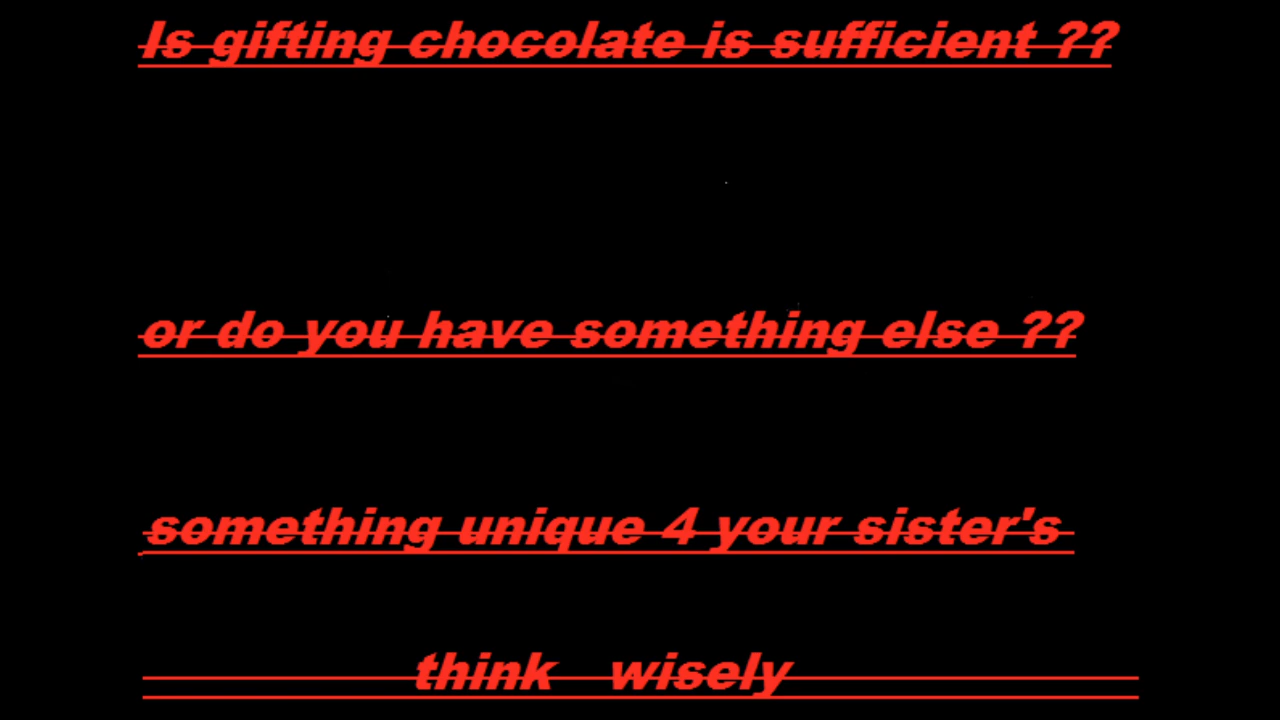 Is gifting chocolate is sufficient ??
or do you have something else ??
something unique 4 your sister's
think wisely